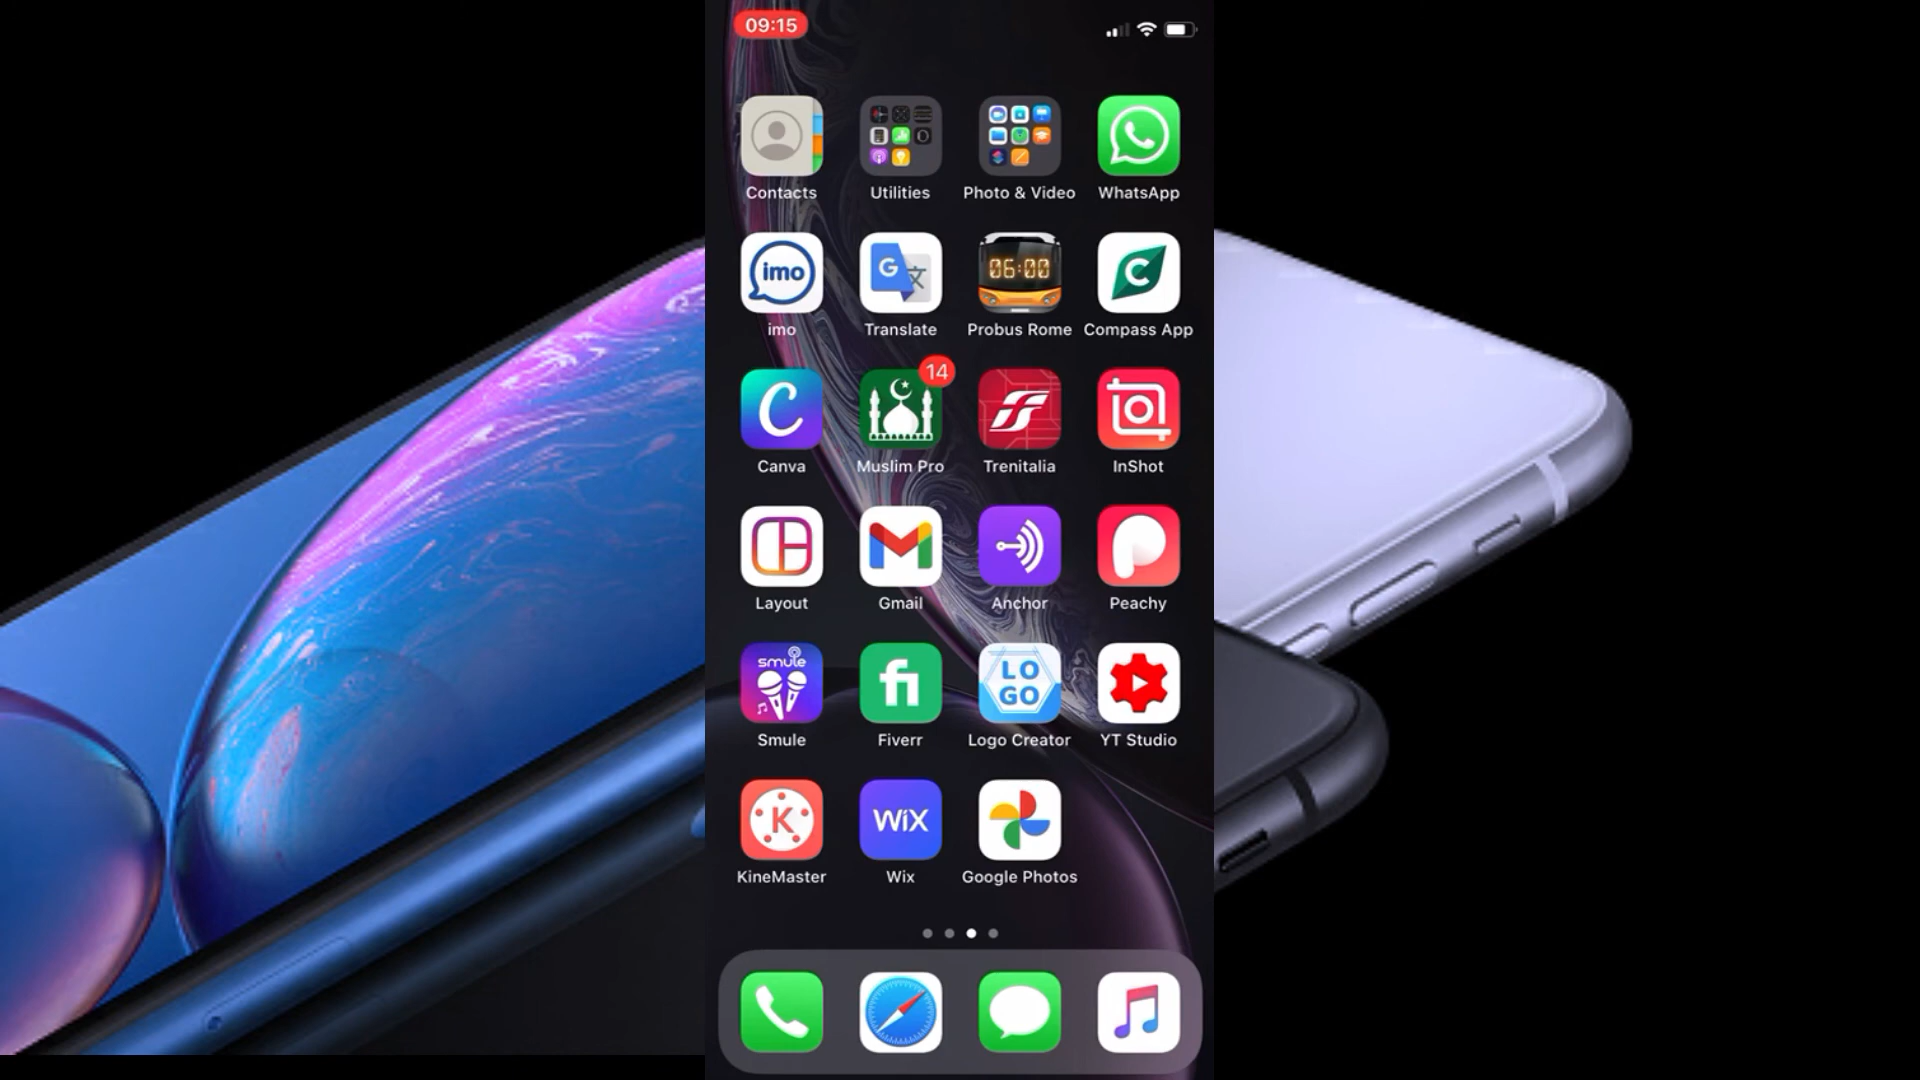 09:15
Contacts Utilities Photo & Video WhatsApp
imo 06:00
imo Translate Probus Rome Compass App
14
Canva Muslim Pro Trenitalia InShot
Layout Gmail Anchor Peachy
smule fi LO GO
Smule Fiverr Logo Creator YT Studio
K WiX
KineMaster Wix Google Photos